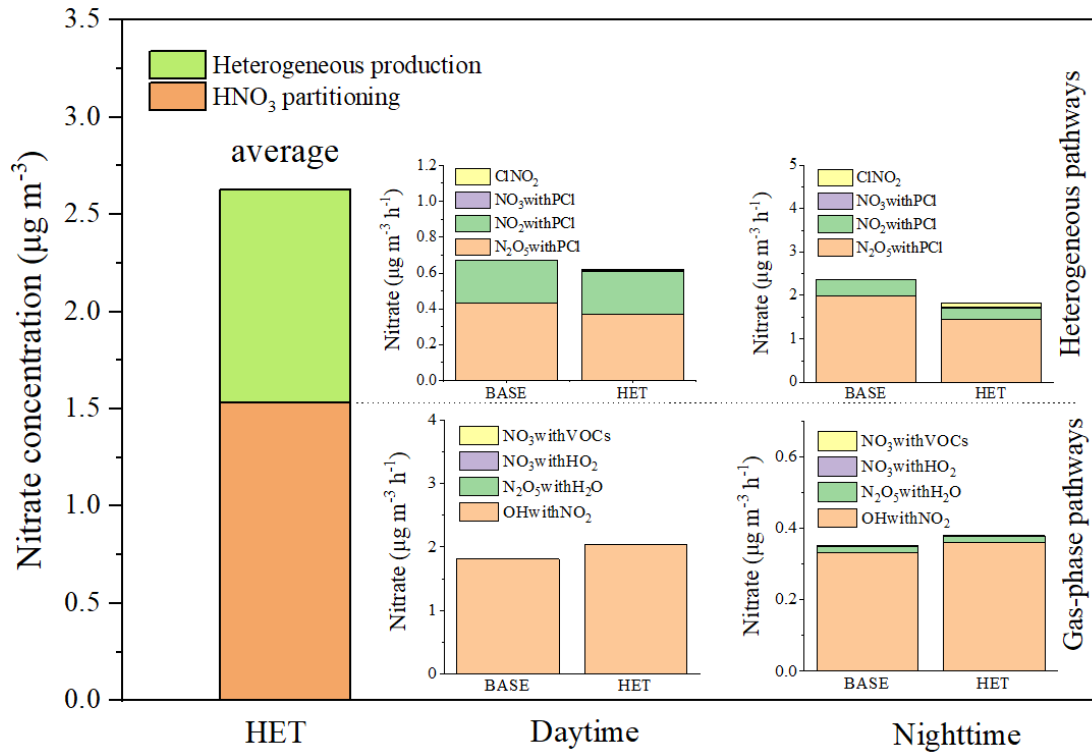 Nitrate concentration (µg m⁻³)
3.5
3.0
2.5
2.0
1.5
1.0
0.5
0.0
Heterogeneous production
HNO₃ partitioning
average
HET
Nitrate (µg m⁻³ h⁻¹)
1.2
1.0
0.8
0.6
0.4
0.2
0.0
ClNO₂
NO₃withPCl
NO₂withPCl
N₂O₅withPCl
BASE HET
Nitrate (µg m⁻³ h⁻¹)
5
4
3
2
1
0
ClNO₂
NO₃withPCl
NO₂withPCl
N₂O₅withPCl
BASE HET
Heterogeneous pathways
Nitrate (µg m⁻³ h⁻¹)
4
3
2
1
0
NO₃withVOCs
NO₃withHO₂
N₂O₅withH₂O
OHwithNO₂
BASE HET
Nitrate (µg m⁻³ h⁻¹)
0.6
0.4
0.2
0.0
NO₃withVOCs
NO₃withHO₂
N₂O₅withH₂O
OHwithNO₂
BASE HET
Gas-phase pathways
Daytime
Nighttime